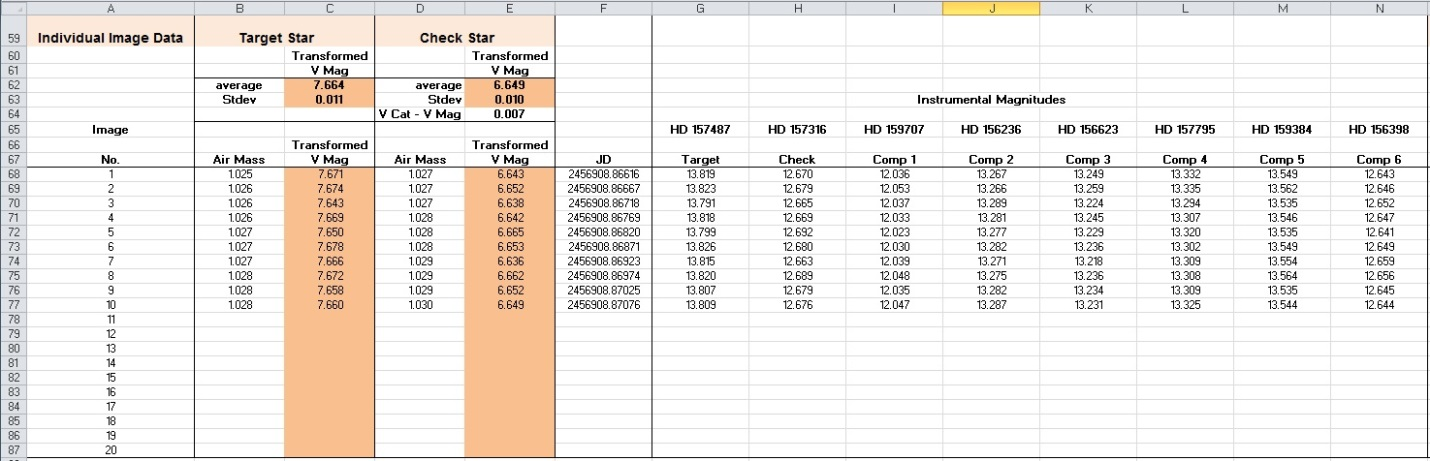 A B C D E F G H I J K L M N
59 Individual Image Data Target Star Check Star
60 Transformed Transformed
61 V Mag V Mag
62 average 7.664 average 6.649
63 Stdev 0.011 Stdev 0.010 Instrumental Magnitudes
64 V Cat - V Mag 0.007
65 Image HD 157487 HD 157316 HD 159707 HD 156236 HD 156623 HD 157795 HD 159384 HD 156398
66 Transformed Transformed
67 No. Air Mass V Mag Air Mass V Mag JD Target Check Comp 1 Comp 2 Comp 3 Comp 4 Comp 5 Comp 6
68 1 1.025 7.671 1.027 6.643 2456908.86616 13.819 12.670 12.036 13.267 13.249 13.332 13.549 12.643
69 2 1.026 7.674 1.027 6.652 2456908.86667 13.823 12.679 12.053 13.266 13.259 13.335 13.562 12.646
70 3 1.026 7.643 1.027 6.638 2456908.86718 13.791 12.665 12.037 13.289 13.224 13.294 13.535 12.652
71 4 1.026 7.669 1.028 6.642 2456908.86769 13.818 12.669 12.033 13.281 13.245 13.307 13.546 12.647
72 5 1.027 7.650 1.028 6.665 2456908.86820 13.799 12.692 12.023 13.277 13.229 13.320 13.535 12.641
73 6 1.027 7.678 1.028 6.653 2456908.86871 13.826 12.680 12.030 13.282 13.236 13.302 13.549 12.649
74 7 1.027 7.666 1.029 6.636 2456908.86923 13.815 12.663 12.039 13.271 13.218 13.309 13.554 12.659
75 8 1.028 7.672 1.029 6.662 2456908.86974 13.820 12.689 12.048 13.275 13.236 13.308 13.564 12.656
76 9 1.028 7.658 1.029 6.652 2456908.87025 13.807 12.679 12.035 13.282 13.234 13.309 13.535 12.645
77 10 1.028 7.660 1.030 6.649 2456908.87076 13.809 12.676 12.047 13.287 13.231 13.325 13.544 12.644
78 11
79 12
80 13
81 14
82 15
83 16
84 17
85 18
86 19
87 20